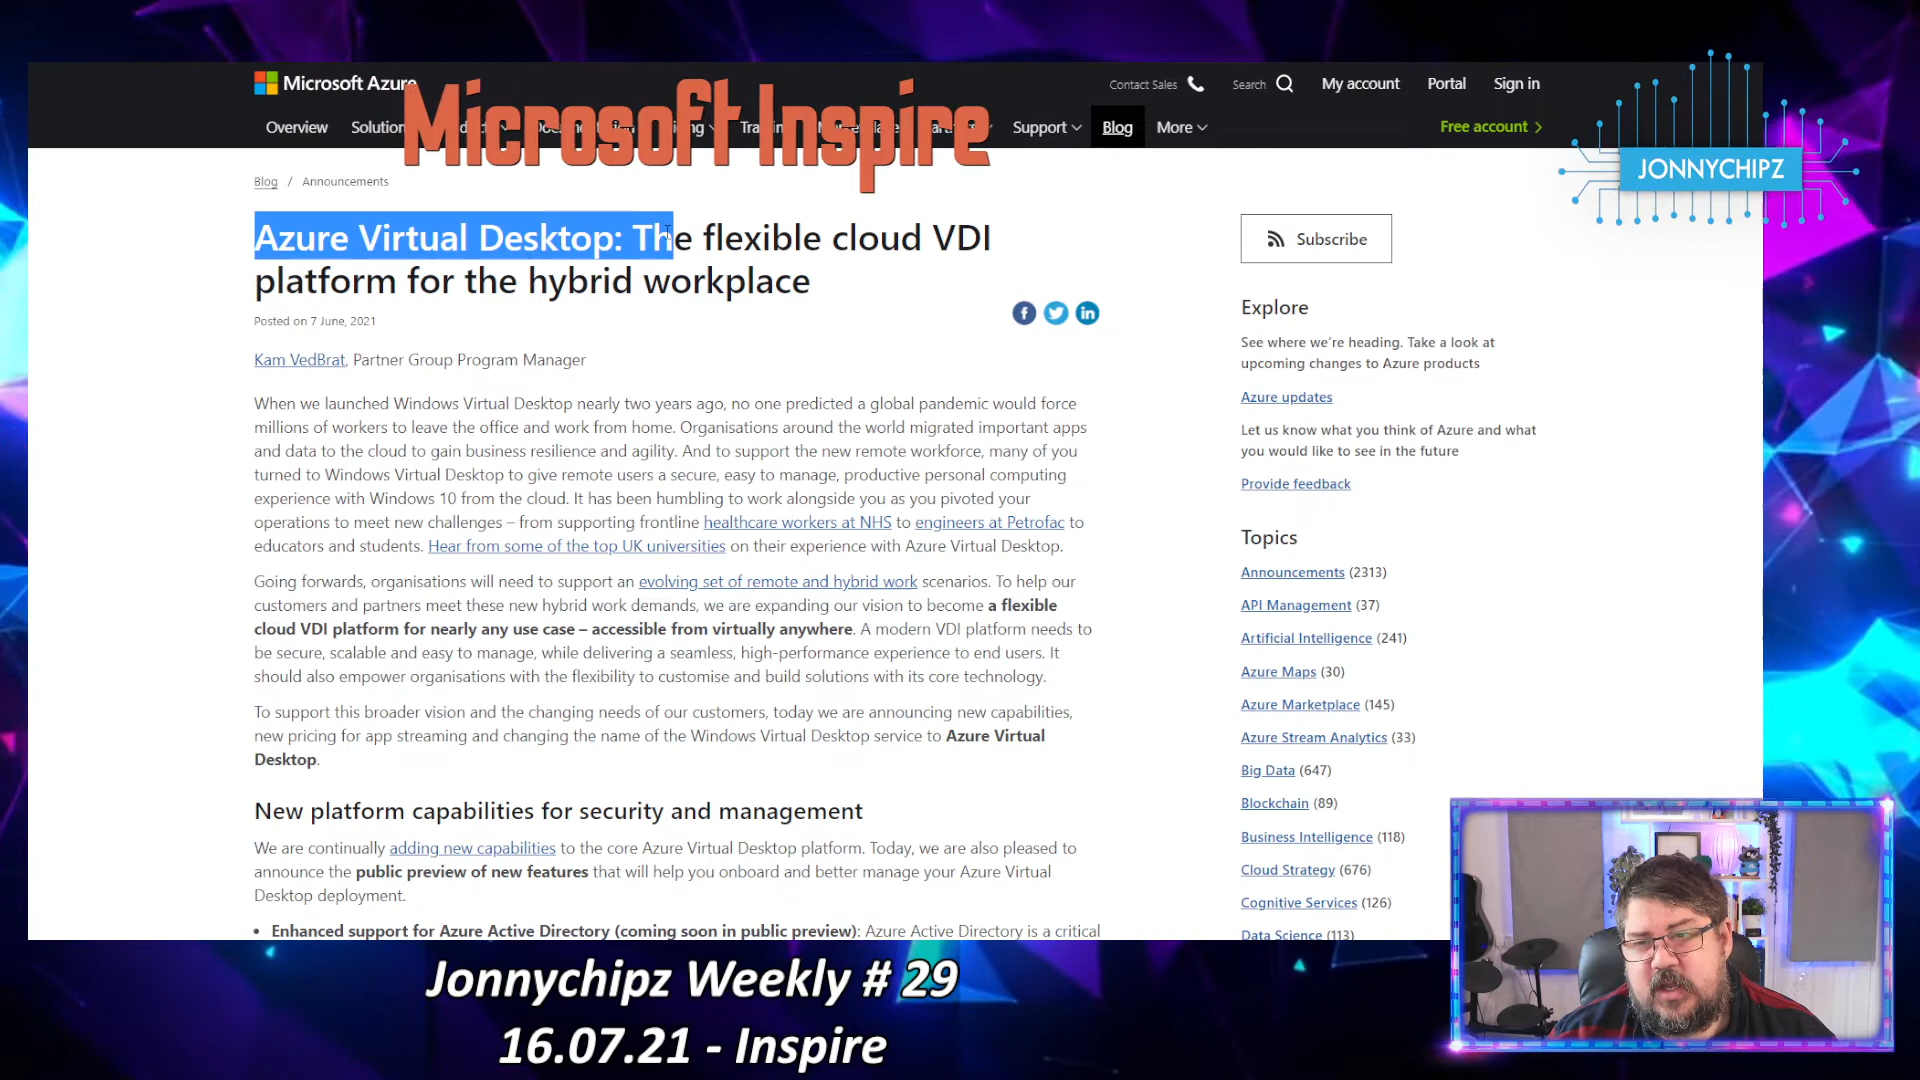 Microsoft Azure
Microsoft Inspire
Contact Sales
Search
My account
Portal
Sign in
Overview
Support
Blog
More
Free account
JONNYCHIPZ
Blog / Announcements
Azure Virtual Desktop: The flexible cloud VDI
platform for the hybrid workplace
Posted on 7 June, 2021
Kam VedBrat, Partner Group Program Manager
When we launched Windows Virtual Desktop nearly two years ago, no one predicted a global pandemic would force
millions of workers to leave the office and work from home. Organisations around the world migrated important apps
and data to the cloud to gain business resilience and agility. And to support the new remote workforce, many of you
turned to Windows Virtual Desktop to give remote users a secure, easy to manage, productive personal computing
experience with Windows 10 from the cloud. It has been humbling to work alongside you as you pivoted your
operations to meet new challenges – from supporting frontline healthcare workers at NHS to engineers at Petrofac to
educators and students. Hear from some of the top UK universities on their experience with Azure Virtual Desktop.
Going forwards, organisations will need to support an evolving set of remote and hybrid work scenarios. To help our
customers and partners meet these new hybrid work demands, we are expanding our vision to become a flexible
cloud VDI platform for nearly any use case – accessible from virtually anywhere. A modern VDI platform needs to
be secure, scalable and easy to manage, while delivering a seamless, high-performance experience to end users. It
should also empower organisations with the flexibility to customise and build solutions with its core technology.
To support this broader vision and the changing needs of our customers, today we are announcing new capabilities,
new pricing for app streaming and changing the name of the Windows Virtual Desktop service to Azure Virtual
Desktop.
New platform capabilities for security and management
We are continually adding new capabilities to the core Azure Virtual Desktop platform. Today, we are also pleased to
announce the public preview of new features that will help you onboard and better manage your Azure Virtual
Desktop deployment.
• Enhanced support for Azure Active Directory (coming soon in public preview): Azure Active Directory is a critical
Subscribe
Explore
See where we're heading. Take a look at
upcoming changes to Azure products
Azure updates
Let us know what you think of Azure and what
you would like to see in the future
Provide feedback
Topics
Announcements (2313)
API Management (37)
Artificial Intelligence (241)
Azure Maps (30)
Azure Marketplace (145)
Azure Stream Analytics (33)
Big Data (647)
Blockchain (89)
Business Intelligence (118)
Cloud Strategy (676)
Cognitive Services (126)
Data Science (113)
Jonnychipz Weekly # 29
16.07.21 - Inspire